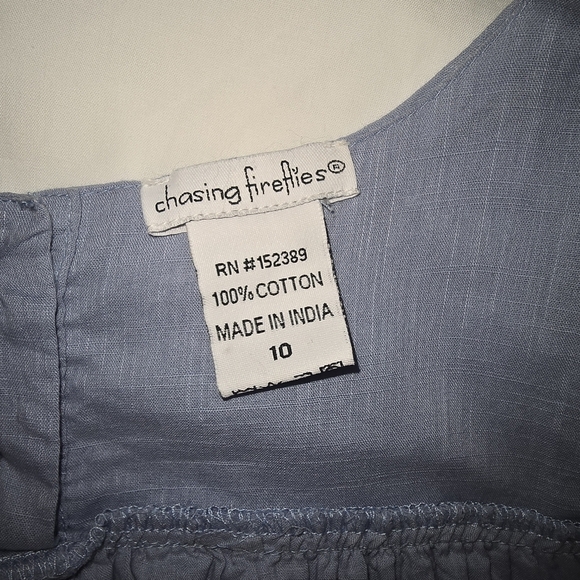 chasing fireflies®
RN #152389
100% COTTON
MADE IN INDIA
10